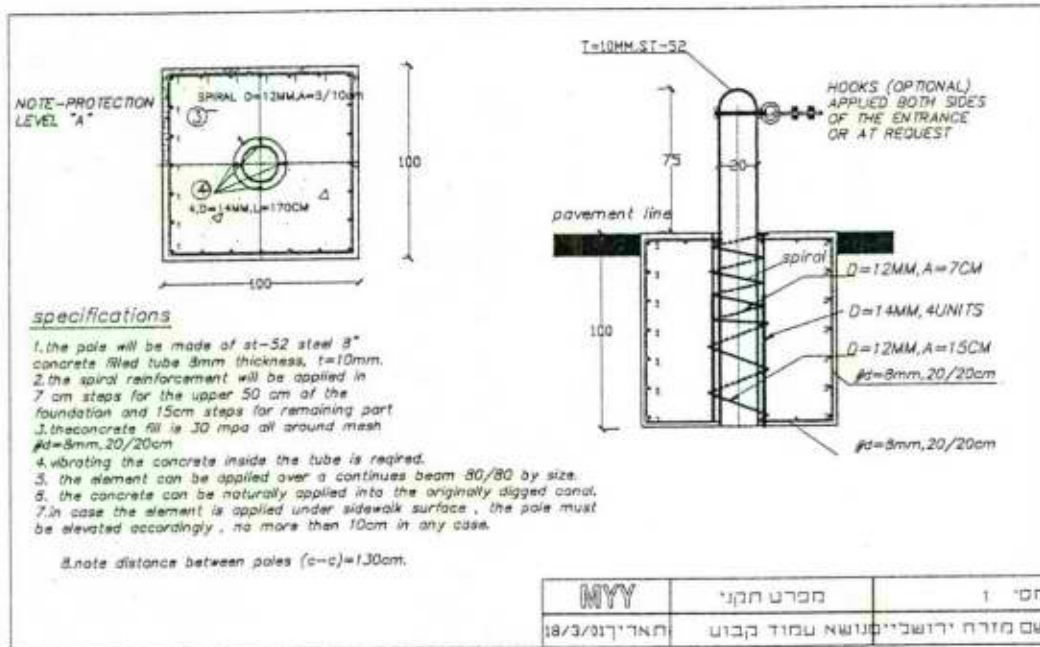 NOTE-PROTECTION
LEVEL "A"
SPIRAL D=12MM,A=3/10cm
3
4
4,D=14MM,L=170CM
100
100
T=10MM,ST-52
HOOKS (OPTIONAL)
APPLIED BOTH SIDES
OF THE ENTRANCE
OR AT REQUEST
75
20
pavement line
spiral
D=12MM,A=7CM
D=14MM,4UNITS
D=12MM,A=15CM
#d=8mm,20/20cm
#d=8mm,20/20cm
100
specifications
1.the pole will be made of st-52 steel 8"
concrete filled tube 8mm thickness, t=10mm.
2.the spiral reinforcement will be applied in
7 cm steps for the upper 50 cm of the
foundation and 15cm steps for remaining part
3.theconcrete fill is 30 mpa all around mesh
#d=8mm,20/20cm
4.vibrating the concrete inside the tube is reqired.
5. the element can be applied over a continues beam 80/80 by size.
6. the concrete can be naturally applied into the originally digged canal.
7.in case the element is applied under sidewalk surface , the pole must
be elevated accordingly , no more then 10cm in any case.
8.note distance between poles (c-c)=130cm.
MYY
מפרט תקני
1
18/3/01
תאריך
נושא עמוד קבוע
שם מזרח ירושלים